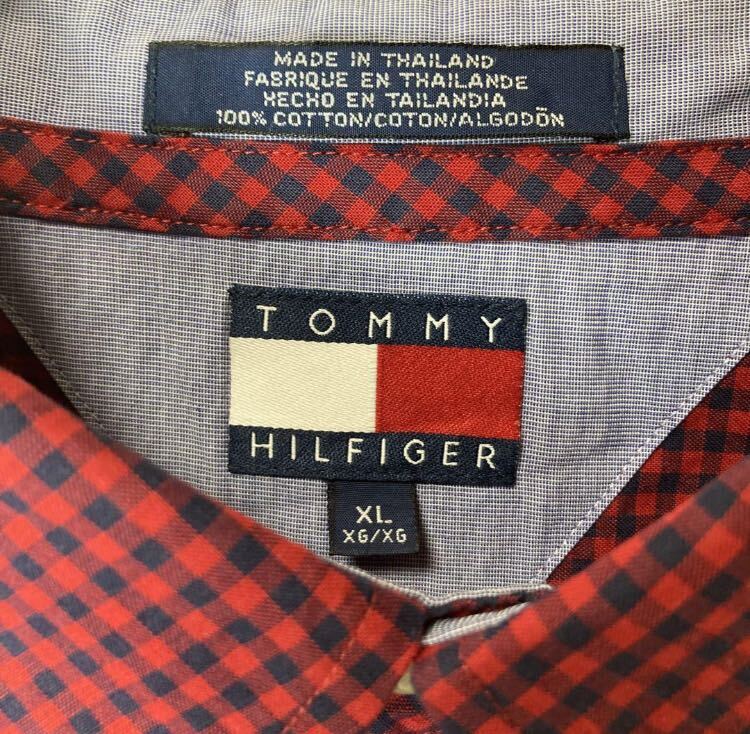 MADE IN THAILAND
FABRIQUE EN THAILANDE
HECHO EN TAILANDIA
100% COTTON/COTON/ALGODÓN
TOMMY
HILFIGER
XL
XG/XG